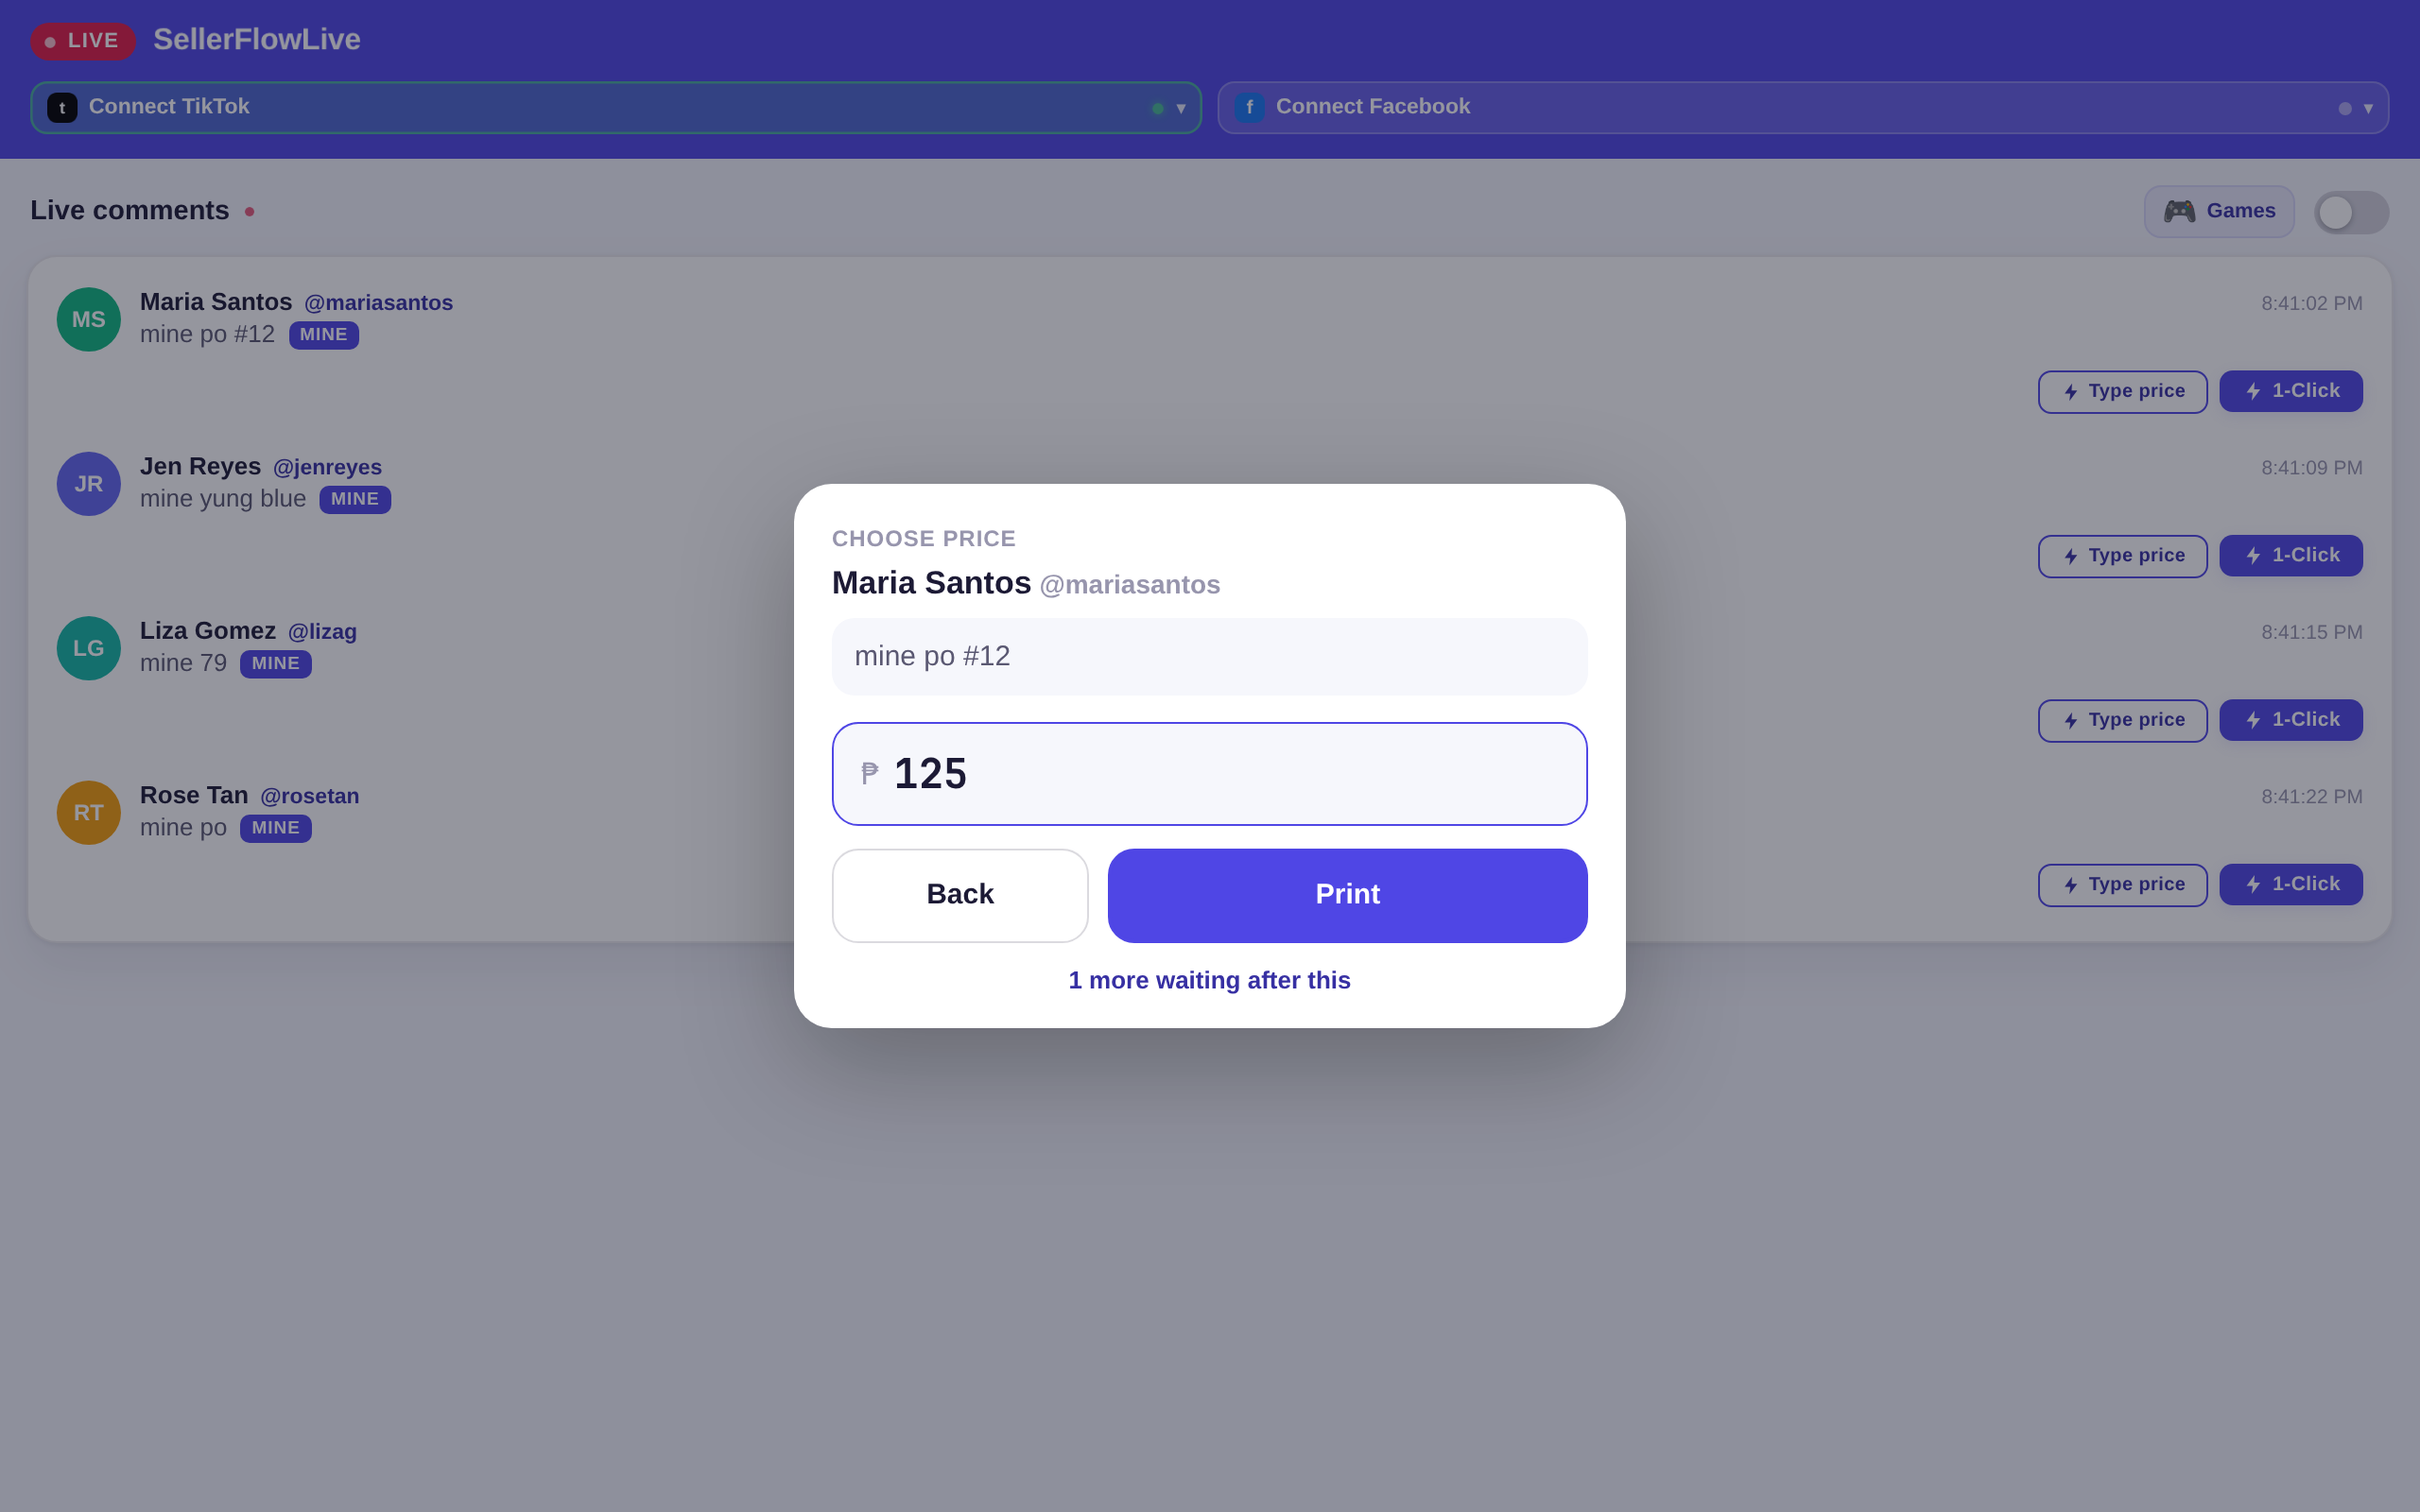 LIVE SellerFlowLive
t Connect TikTok ▾ f Connect Facebook ▾
Live comments 🎮 Games
MS Maria Santos @mariasantos 8:41:02 PM
mine po #12 MINE
Type price 1-Click
JR Jen Reyes @jenreyes 8:41:09 PM
mine yung blue MINE
Type price 1-Click
LG Liza Gomez @lizag 8:41:15 PM
mine 79 MINE
Type price 1-Click
RT Rose Tan @rosetan 8:41:22 PM
mine po MINE
Type price 1-Click
CHOOSE PRICE
Maria Santos @mariasantos
mine po #12
₱ 125
Back Print
1 more waiting after this